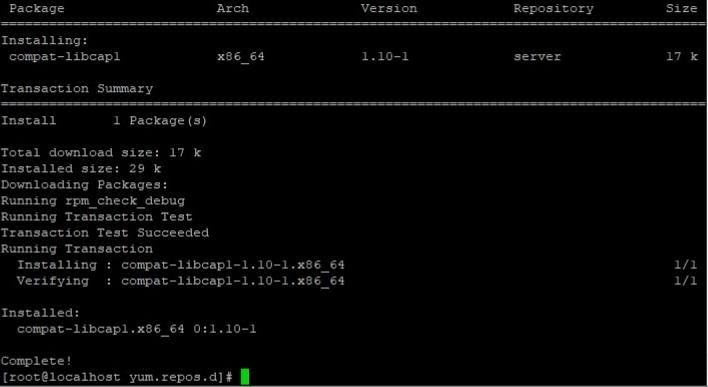 Package Arch Version Repository Size
================================================================================
Installing:
compat-libcap1 x86_64 1.10-1 server 17 k
Transaction Summary
================================================================================
Install 1 Package(s)
Total download size: 17 k
Installed size: 29 k
Downloading Packages:
Running rpm_check_debug
Running Transaction Test
Transaction Test Succeeded
Running Transaction
Installing : compat-libcap1-1.10-1.x86_64 1/1
Verifying : compat-libcap1-1.10-1.x86_64 1/1
Installed:
compat-libcap1.x86_64 0:1.10-1
Complete!
[root@localhost yum.repos.d]#